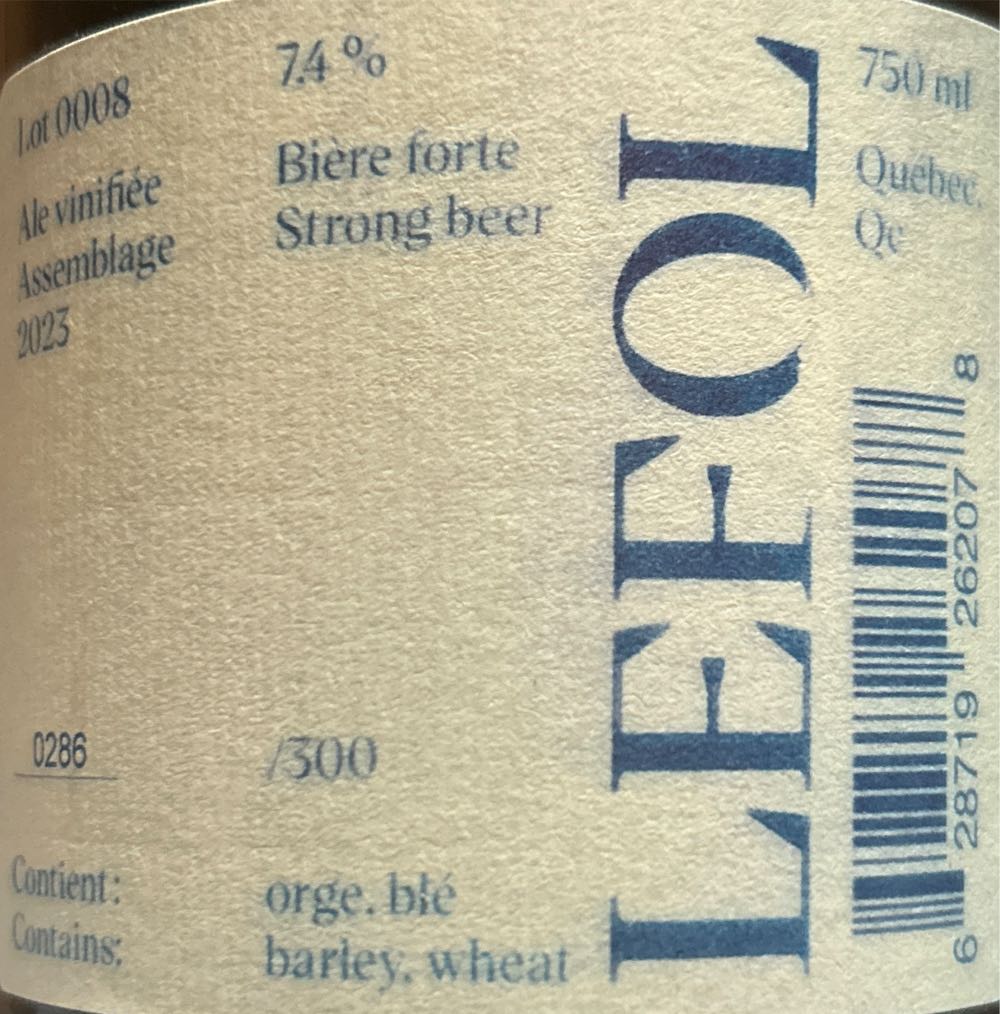 Lot 0008
Ale vinifiée
Assemblage
2023
7.4 %
Bière forte
Strong beer
0286 /300
Contient: orge. blé
Contains: barley. wheat
LEFOL
750 ml
Québec.
Qc
6 28719 26207 8